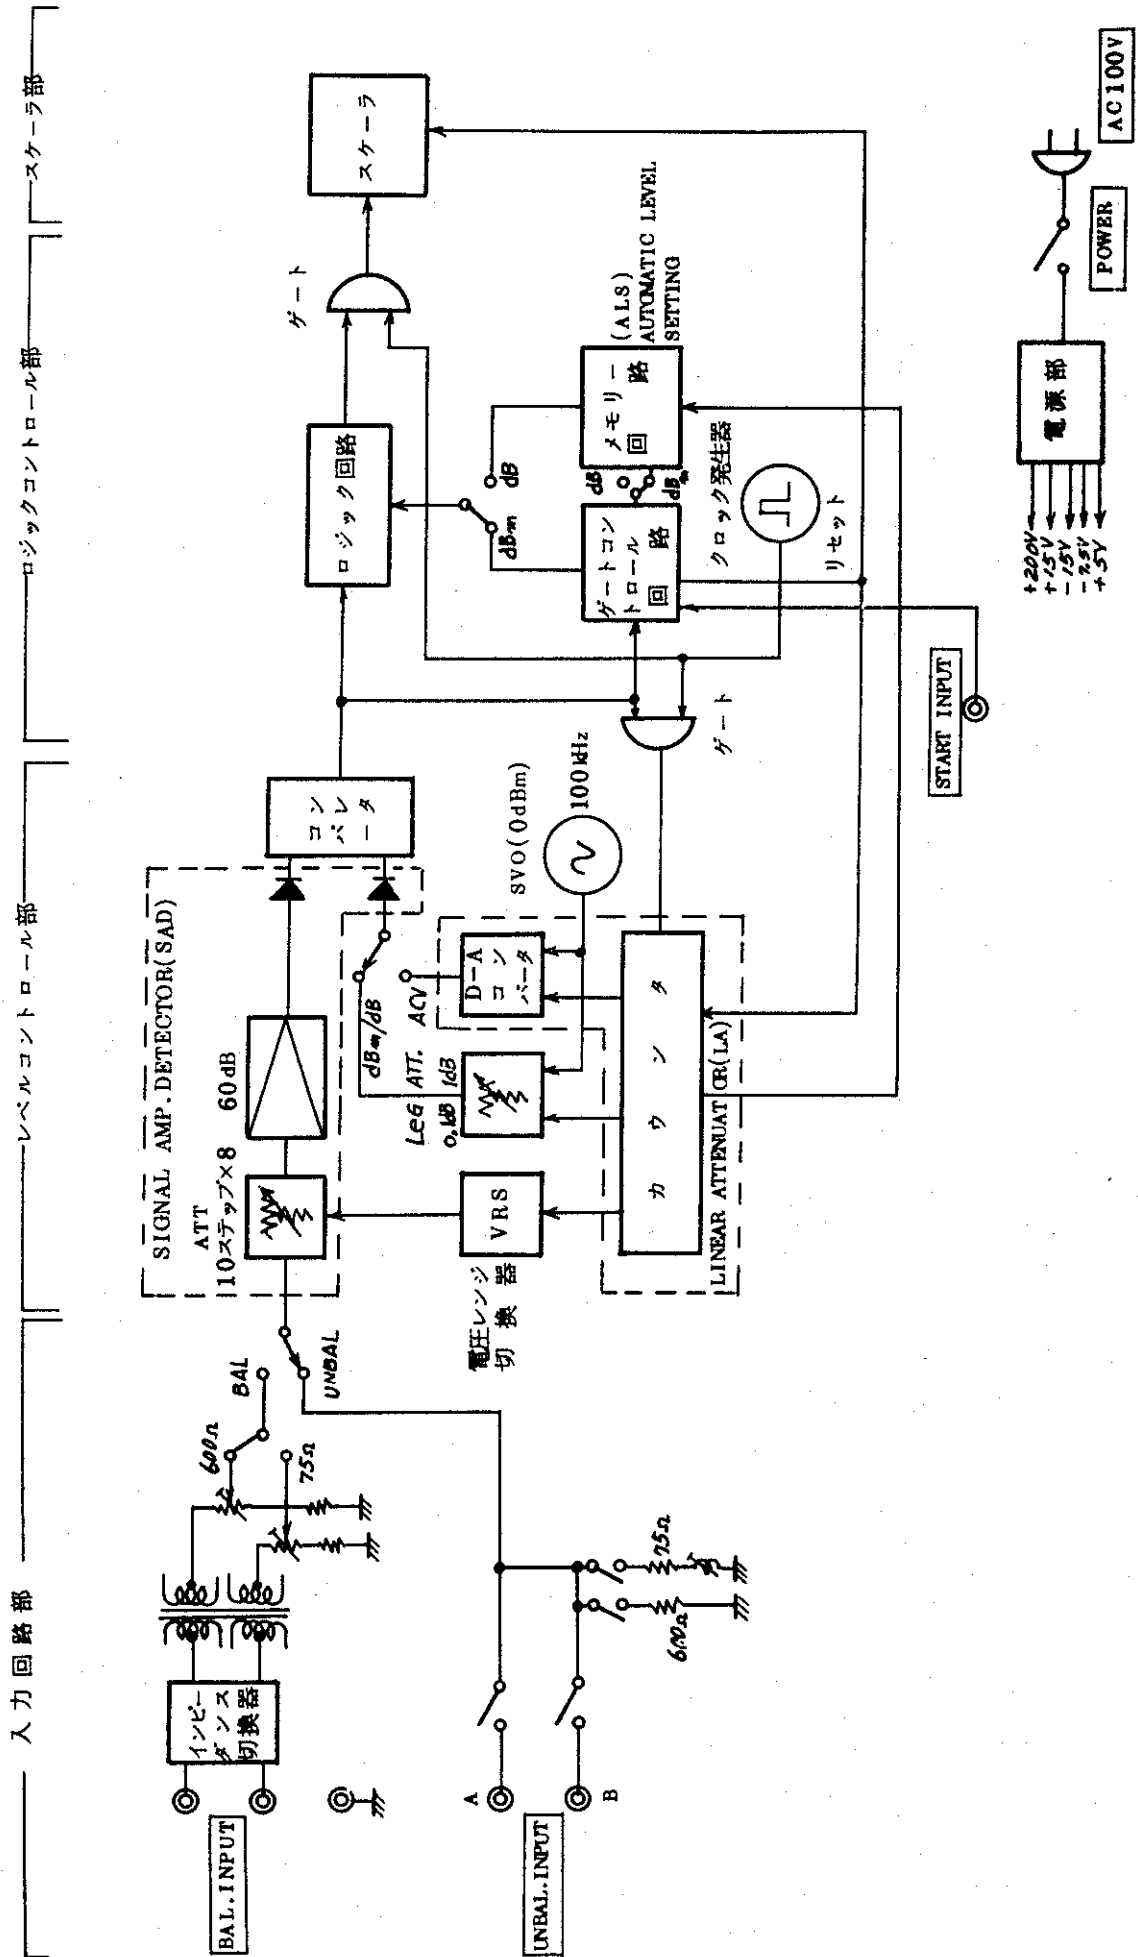 入力回路部
レベルコントロール部
ロジックコントロール部
スケーラ部
BAL.INPUT
インピー
ダンス
切換器
600Ω
75Ω
BAL
UNBAL
UNBAL.INPUT
A
B
600Ω
75Ω
SIGNAL AMP.DETECTOR(SAD)
ATT
10ステップ×8
60dB
コン
パレ
ータ
電圧レンジ
切換器
VRS
LeG ATT.
0.1dB 1dB
dBm/dB
ACV
D-A
コン
バータ
SVO(0dBm)
100kHz
カウンタ
LINEAR ATTENUATOR(LA)
ゲート
ロジック回路
dBm
dB
ゲートコン
トロール
回路
dB
dBm
メモリー
回路
(ALS)
AUTOMATIC LEVEL
SETTING
クロック発生器
リセット
ゲート
スケーラ
START INPUT
+200V
+15V
-15V
-7.5V
+5V
電源部
POWER
AC100V